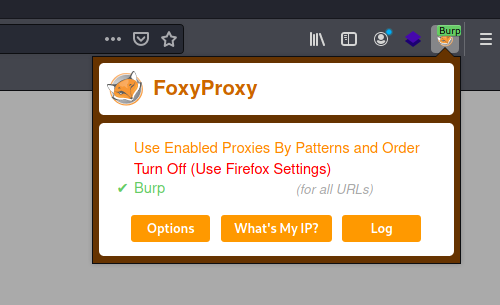 Burp
FoxyProxy
Use Enabled Proxies By Patterns and Order
Turn Off (Use Firefox Settings)
✔ Burp (for all URLs)
Options What's My IP? Log